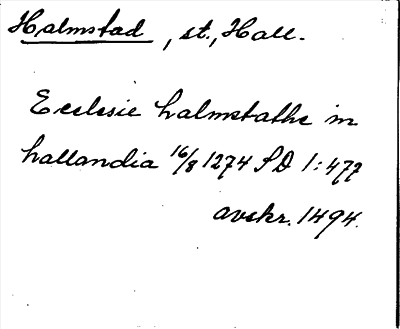 Halmstad, st., Hall.
Ecclesie halmstathe in
hallandia 16/8 1274 SD 1:477
avskr. 1494.